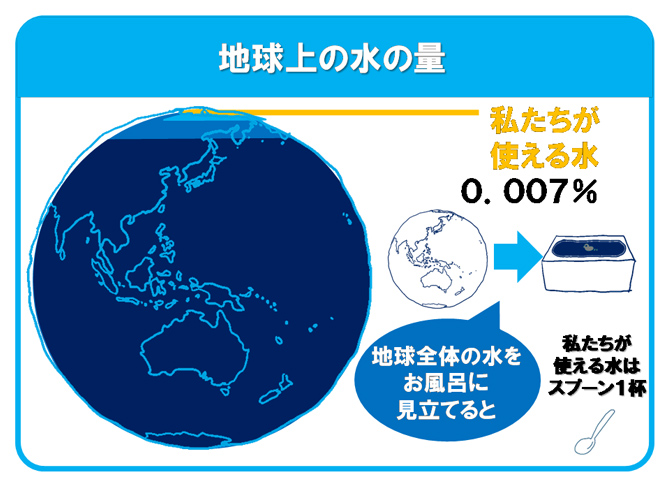 地球上の水の量
私たちが
使える水
0．007％
地球全体の水を
お風呂に
見立てると
私たちが
使える水は
スプーン1杯